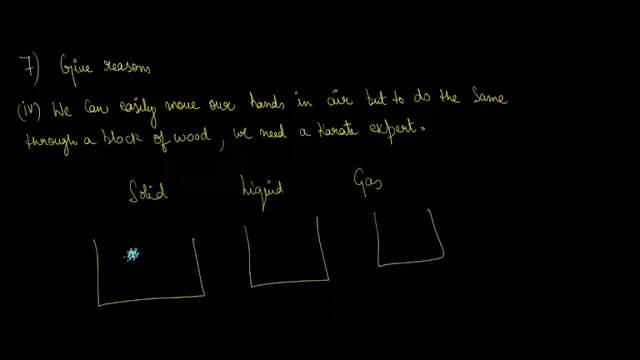 7) Give reasons
(iv) We can easily move our hands in air but to do the same
through a block of wood, we need a karate expert.
Solid Liquid Gas